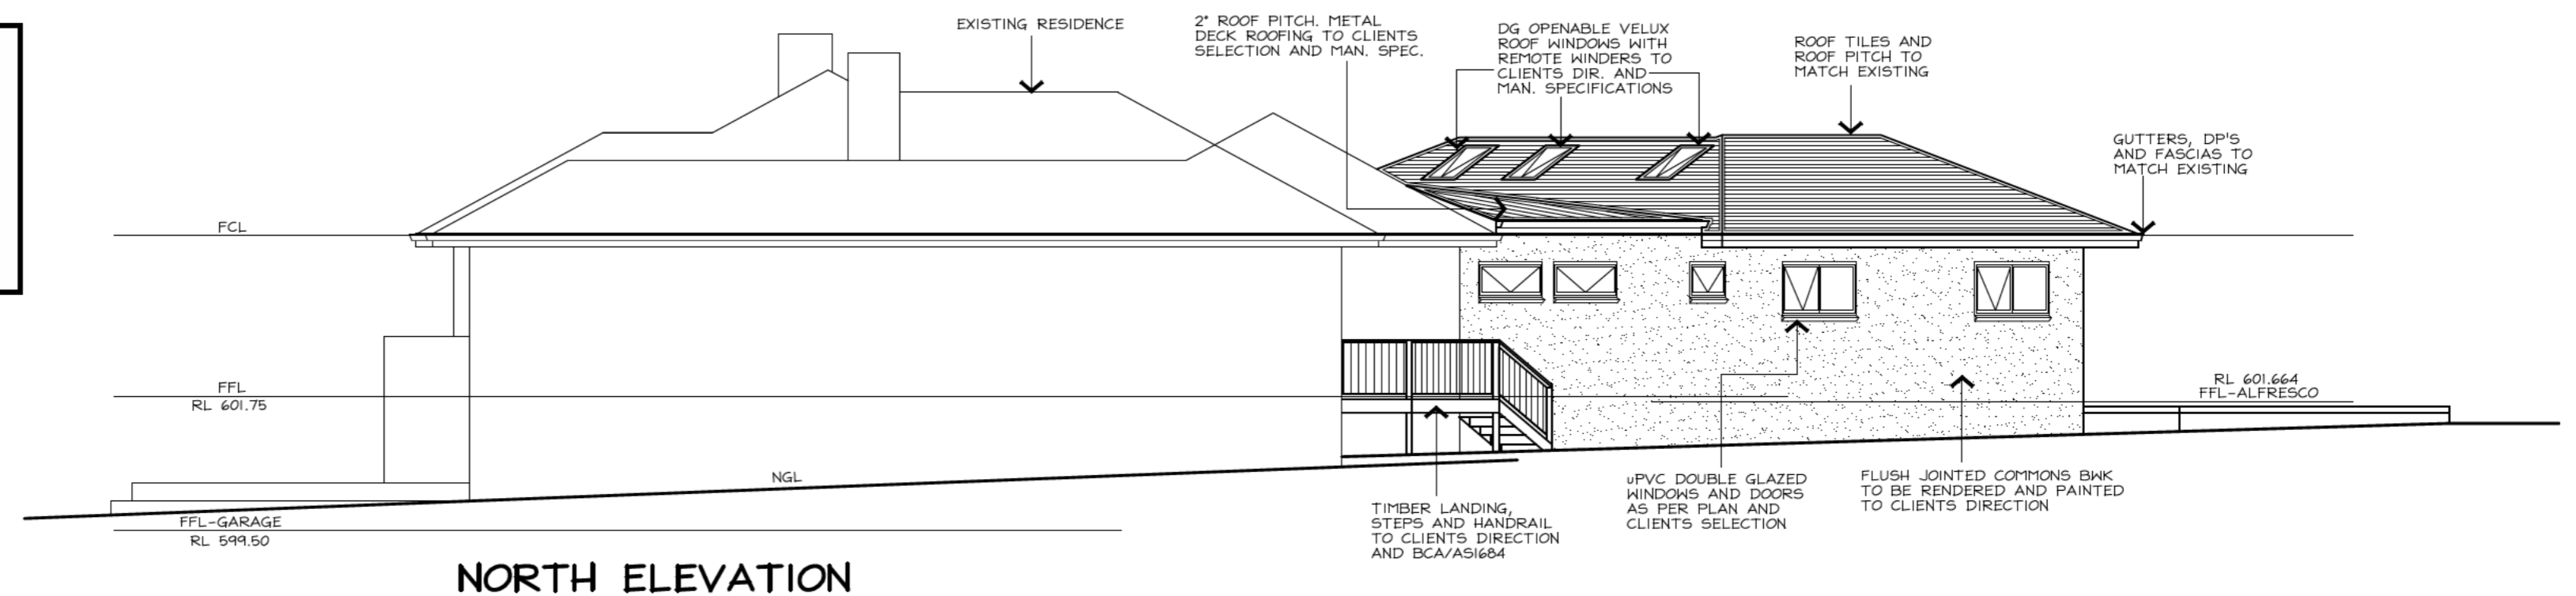 EXISTING RESIDENCE
2° ROOF PITCH. METAL
DECK ROOFING TO CLIENTS
SELECTION AND MAN. SPEC.
DG OPENABLE VELUX
ROOF WINDOWS WITH
REMOTE WINDERS TO
CLIENTS DIR. AND
MAN. SPECIFICATIONS
ROOF TILES AND
ROOF PITCH TO
MATCH EXISTING
GUTTERS, DP'S
AND FASCIAS TO
MATCH EXISTING
FCL
FFL
RL 601.75
RL 601.664
FFL-ALFRESCO
NGL
FFL-GARAGE
RL 599.50
TIMBER LANDING,
STEPS AND HANDRAIL
TO CLIENTS DIRECTION
AND BCA/AS1684
uPVC DOUBLE GLAZED
WINDOWS AND DOORS
AS PER PLAN AND
CLIENTS SELECTION
FLUSH JOINTED COMMONS BWK
TO BE RENDERED AND PAINTED
TO CLIENTS DIRECTION
NORTH ELEVATION